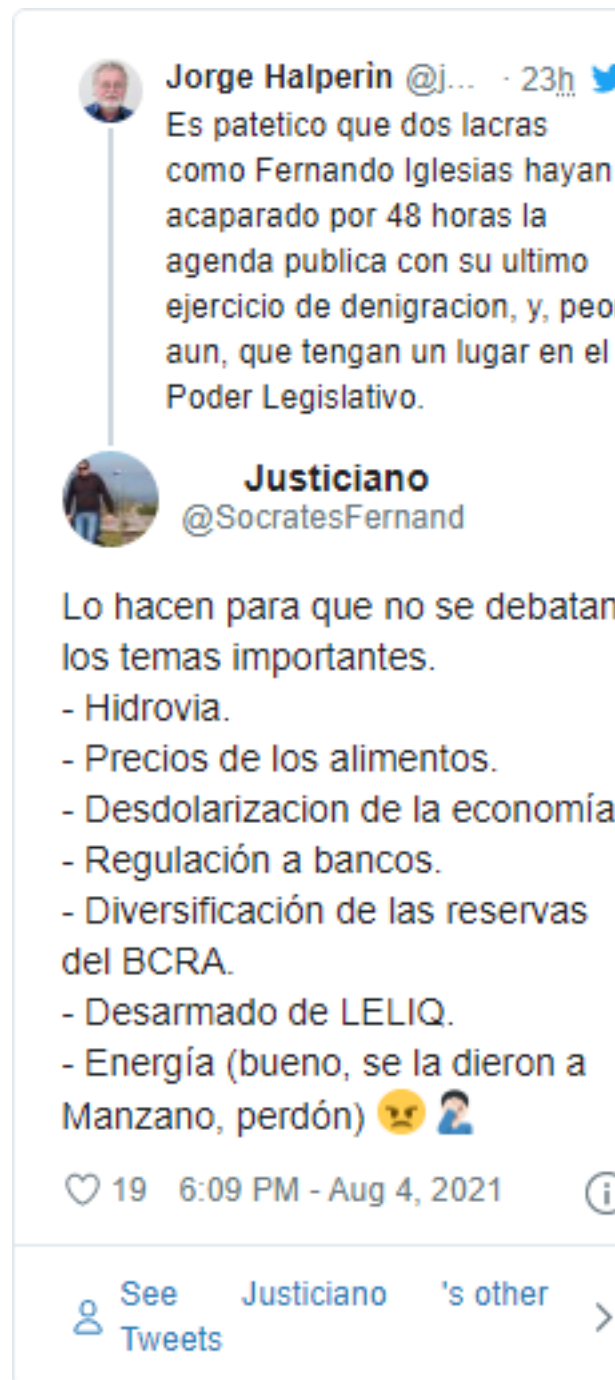 Jorge Halperin @j... · 23h
Es patetico que dos lacras
como Fernando Iglesias hayan
acaparado por 48 horas la
agenda publica con su ultimo
ejercicio de denigracion, y, peor
aun, que tengan un lugar en el
Poder Legislativo.
Justiciano
@SocratesFernand
Lo hacen para que no se debatan
los temas importantes.
- Hidrovia.
- Precios de los alimentos.
- Desdolarizacion de la economía
- Regulación a bancos.
- Diversificación de las reservas
del BCRA.
- Desarmado de LELIQ.
- Energía (bueno, se la dieron a
Manzano, perdón) 😠 🤦🏻‍♂️
19 6:09 PM - Aug 4, 2021
See Justiciano 's other
Tweets